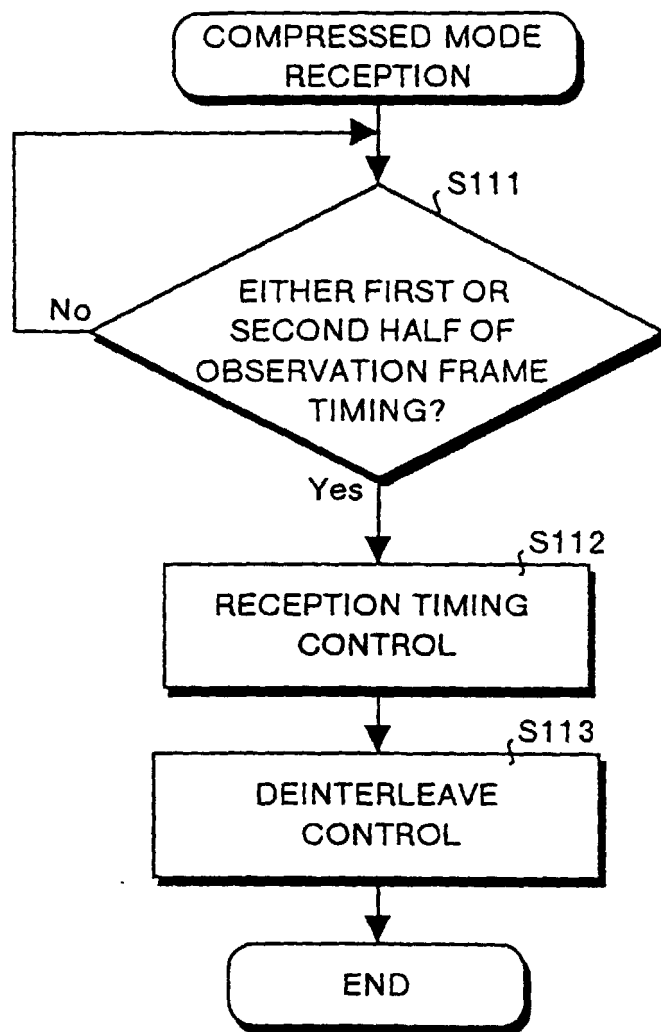 COMPRESSED MODE
RECEPTION
S111
EITHER FIRST OR
SECOND HALF OF
OBSERVATION FRAME
TIMING?
No
Yes
S112
RECEPTION TIMING
CONTROL
S113
DEINTERLEAVE
CONTROL
END